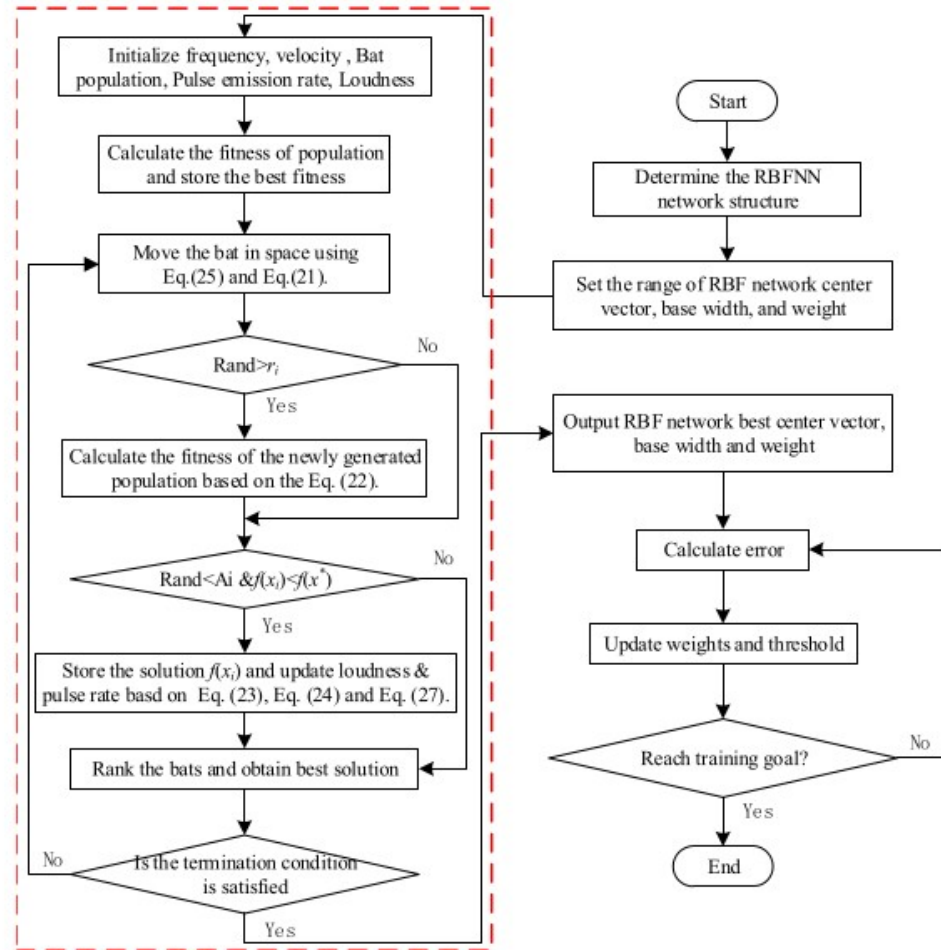 Initialize frequency, velocity , Bat
population, Pulse emission rate, Loudness
Calculate the fitness of population
and store the best fitness
Move the bat in space using
Eq.(25) and Eq.(21).
Rand>rᵢ
No
Yes
Calculate the fitness of the newly generated
population based on the Eq. (22).
Rand<Ai &f(xᵢ)<f(x*)
No
Yes
Store the solution f(xᵢ) and update loudness &
pulse rate basd on Eq. (23), Eq. (24) and Eq. (27).
Rank the bats and obtain best solution
Is the termination condition
is satisfied
No
Yes
Start
Determine the RBFNN
network structure
Set the range of RBF network center
vector, base width, and weight
Output RBF network best center vector,
base width and weight
Calculate error
Update weights and threshold
Reach training goal?
No
Yes
End